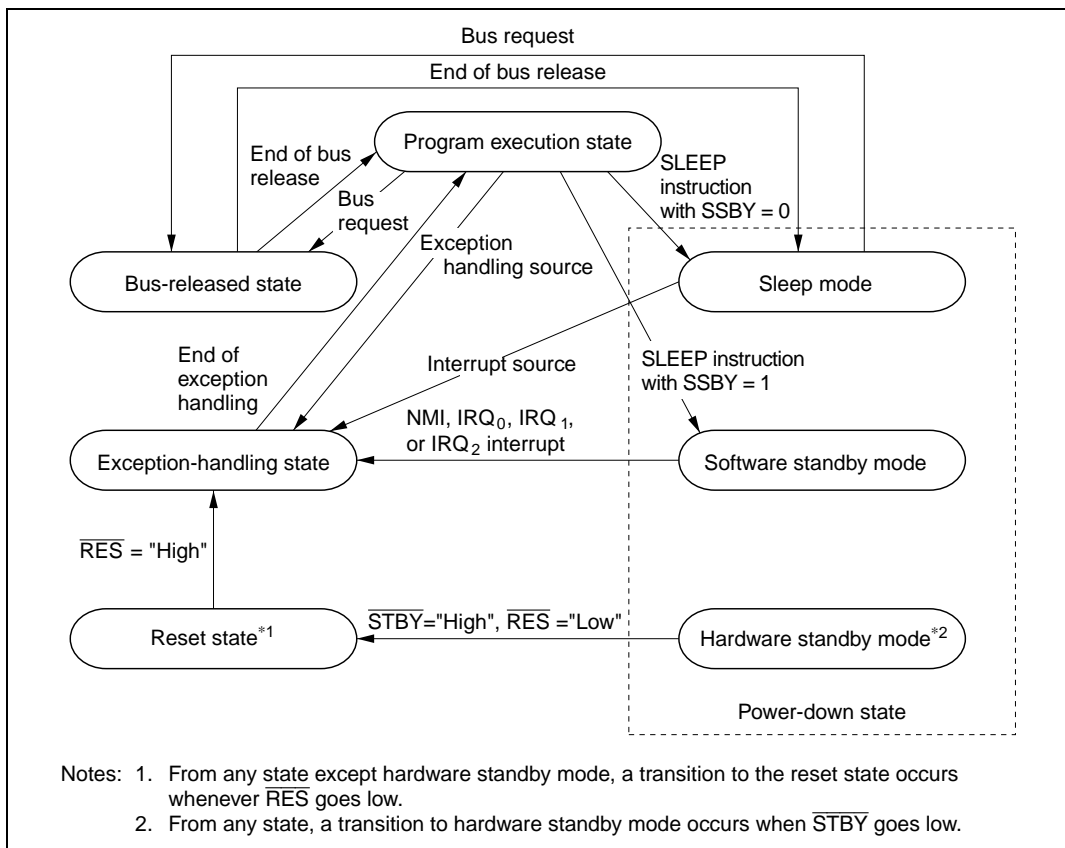 Bus request
End of bus release
Program execution state
End of bus
release
SLEEP
instruction
with SSBY = 0
Bus
request
Exception
handling source
Bus-released state
Sleep mode
End of
exception
handling
Interrupt source
SLEEP instruction
with SSBY = 1
NMI, IRQ0, IRQ1,
or IRQ2 interrupt
Exception-handling state
Software standby mode
RES = "High"
STBY="High", RES ="Low"
Reset state*1
Hardware standby mode*2
Power-down state
Notes: 1. From any state except hardware standby mode, a transition to the reset state occurs
whenever RES goes low.
2. From any state, a transition to hardware standby mode occurs when STBY goes low.